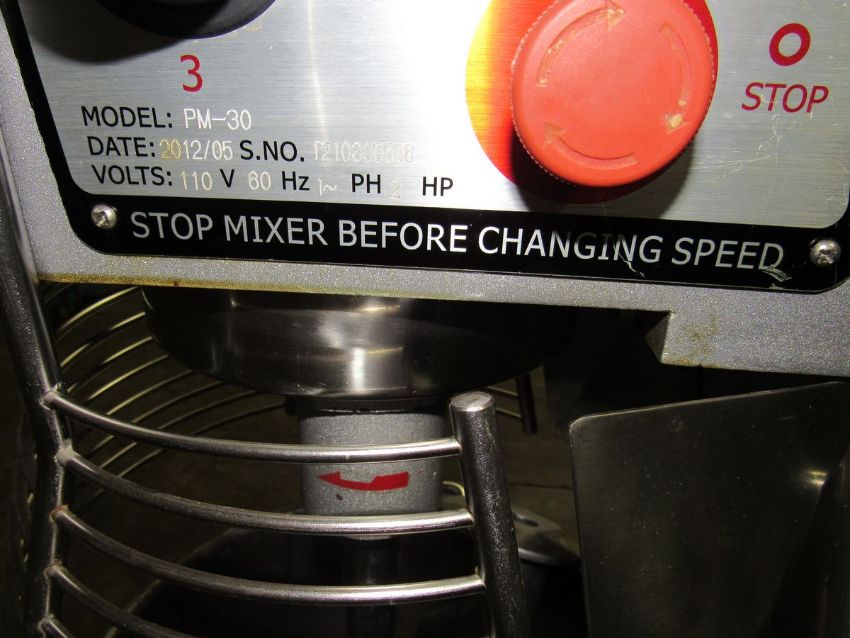 3
STOP
MODEL: PM-30
DATE: 2012/05 S.NO.
VOLTS: 110 V 60 Hz 1~ PH 2 HP
STOP MIXER BEFORE CHANGING SPEED